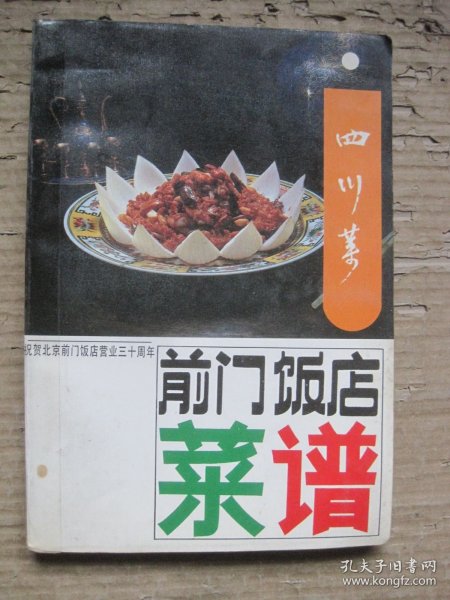 四川菜
祝贺北京前门饭店营业三十周年
前门饭店
菜谱
孔夫子旧书网
www.kongfz.com